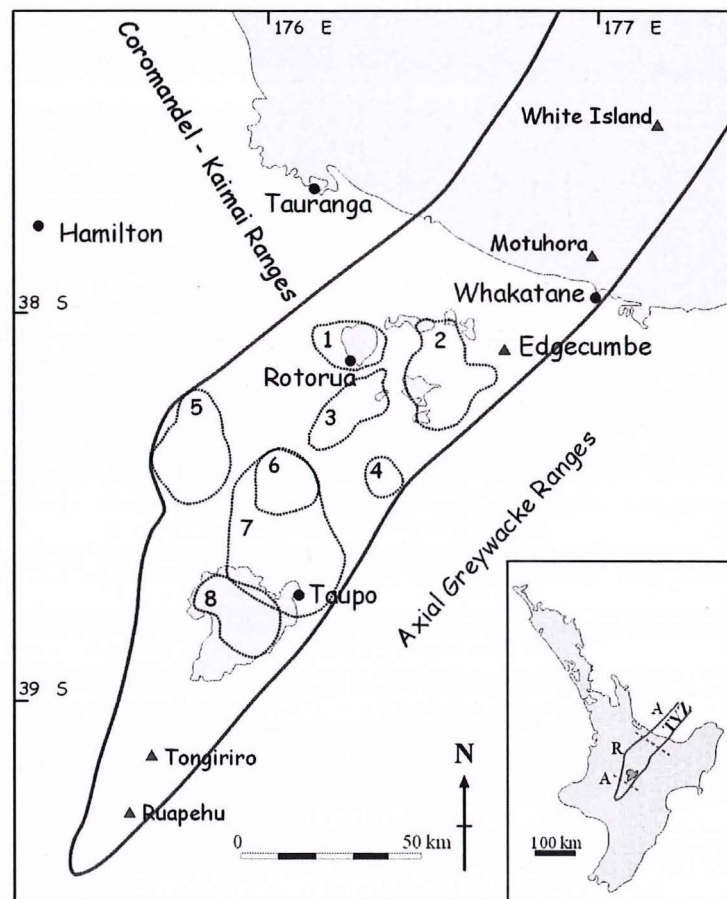 176 E
177
Coromandel - Kaimai Ranges
White Island
Tauranga
Hamilton
Motuhora
Whakatane
38 S
1
2
Edgecumbe
Rotorua
3
5
4
6
7
Axial Greywacke Ranges
8
Taupo
39 S
Tongiriro
Ruapehu
N
0 50 km
A
TVZ
R
A
100 km